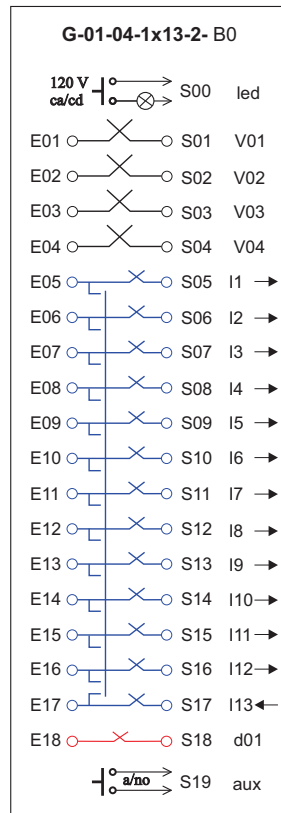 G-01-04-1x13-2- B0
120 V
ca/cd
S00 led
E01 S01 V01
E02 S02 V02
E03 S03 V03
E04 S04 V04
E05 S05 I1
E06 S06 I2
E07 S07 I3
E08 S08 I4
E09 S09 I5
E10 S10 I6
E11 S11 I7
E12 S12 I8
E13 S13 I9
E14 S14 I10
E15 S15 I11
E16 S16 I12
E17 S17 I13
E18 S18 d01
a/no S19 aux